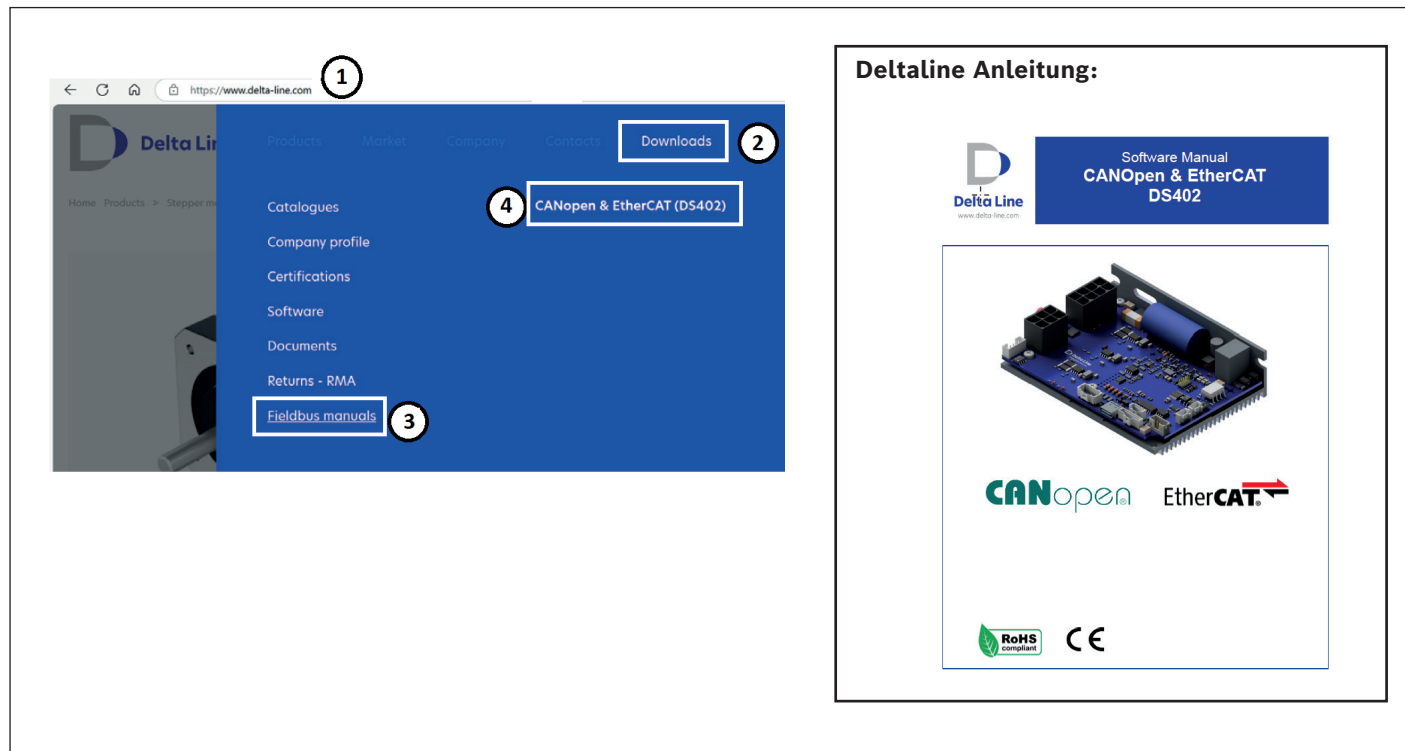 1
https://www.delta-line.com
Delta Lin
Products Market Company Contacts Downloads
2
Home Products > Stepper m
4
CANopen & EtherCAT (DS402)
Catalogues
Company profile
Certifications
Software
Documents
Returns - RMA
Fieldbus manuals
3
Deltaline Anleitung:
Delta Line
www.delta-line.com
Software Manual
CANOpen & EtherCAT
DS402
CANopen
EtherCAT®
RoHS
compliant
CE